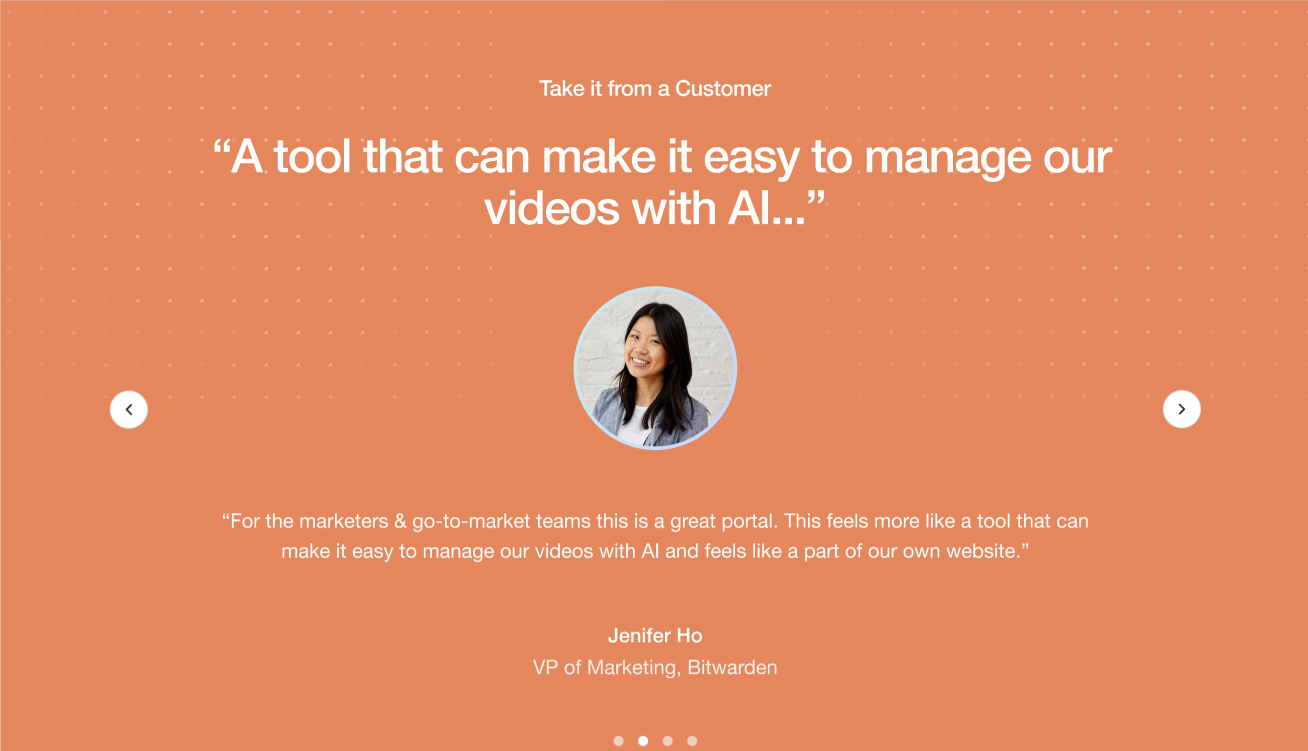 Take it from a Customer
“A tool that can make it easy to manage our
videos with AI...”
“For the marketers & go-to-market teams this is a great portal. This feels more like a tool that can
make it easy to manage our videos with AI and feels like a part of our own website.”
Jenifer Ho
VP of Marketing, Bitwarden